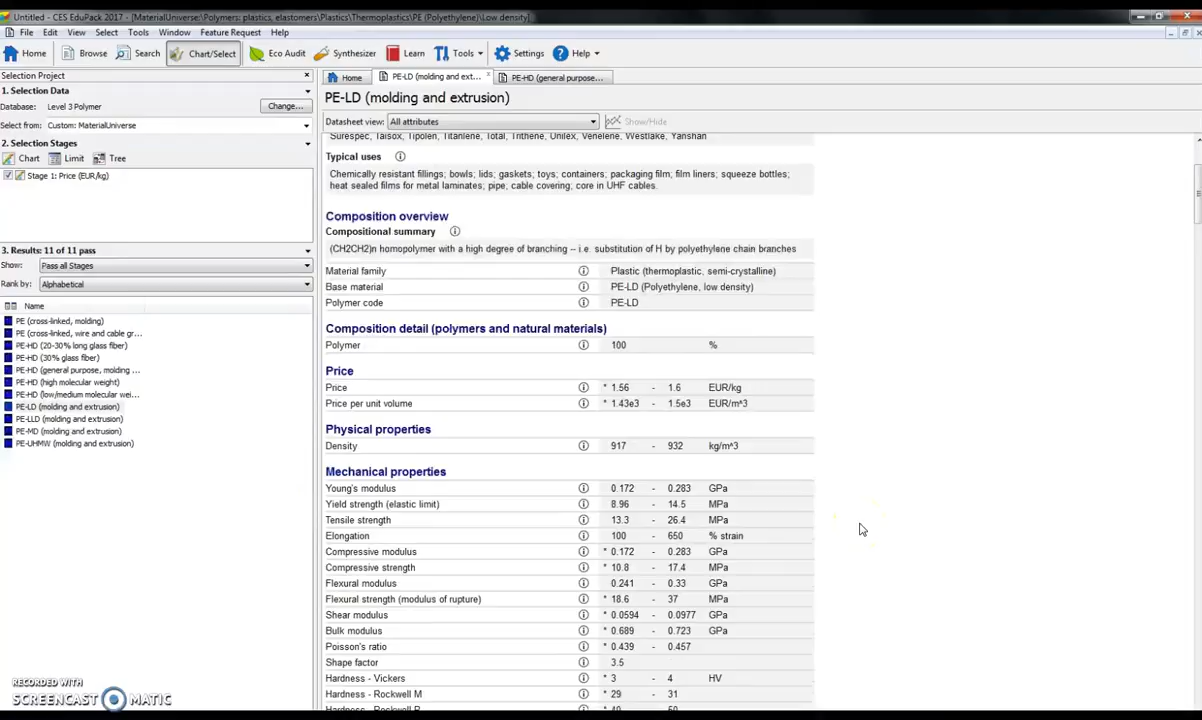 Untitled - CES EduPack 2017 - [MaterialUniverse:\Polymers: plastics, elastomers\Plastics\Thermoplastics\PE (Polyethylene)\Low density]
File Edit View Select Tools Window Feature Request Help
Home Browse Search Chart/Select Eco Audit Synthesizer Learn Tools Settings Help
Selection Project
1. Selection Data
Database: Level 3 Polymer Change...
Select from: Custom: MaterialUniverse
2. Selection Stages
Chart Limit Tree
Stage 1: Price (EUR/kg)
3. Results: 11 of 11 pass
Show: Pass all Stages
Rank by: Alphabetical
Name
PE (cross-linked, molding)
PE (cross-linked, wire and cable gr...
PE-HD (20-30% long glass fiber)
PE-HD (30% glass fiber)
PE-HD (general purpose, molding ...
PE-HD (high molecular weight)
PE-HD (low/medium molecular wei...
PE-LD (molding and extrusion)
PE-LLD (molding and extrusion)
PE-MD (molding and extrusion)
PE-UHMW (molding and extrusion)
RECORDED WITH
SCREENCAST MATIC
Home PE-LD (molding and ext... PE-HD (general purpose...
PE-LD (molding and extrusion)
Datasheet view: All attributes Show/Hide
Surespec, Taisox, Tipolen, Titanlene, Total, Trithene, Unilex, Venelene, Westlake, Yanshan
Typical uses
Chemically resistant fillings; bowls; lids; gaskets; toys; containers; packaging film; film liners; squeeze bottles;
heat sealed films for metal laminates; pipe; cable covering; core in UHF cables.
Composition overview
Compositional summary
(CH2CH2)n homopolymer with a high degree of branching -- i.e. substitution of H by polyethylene chain branches
Material family Plastic (thermoplastic, semi-crystalline)
Base material PE-LD (Polyethylene, low density)
Polymer code PE-LD
Composition detail (polymers and natural materials)
Polymer 100 %
Price
Price * 1.56 - 1.6 EUR/kg
Price per unit volume * 1.43e3 - 1.5e3 EUR/m^3
Physical properties
Density 917 - 932 kg/m^3
Mechanical properties
Young's modulus 0.172 - 0.283 GPa
Yield strength (elastic limit) 8.96 - 14.5 MPa
Tensile strength 13.3 - 26.4 MPa
Elongation 100 - 650 % strain
Compressive modulus * 0.172 - 0.283 GPa
Compressive strength * 10.8 - 17.4 MPa
Flexural modulus 0.241 - 0.33 GPa
Flexural strength (modulus of rupture) * 18.6 - 37 MPa
Shear modulus * 0.0594 - 0.0977 GPa
Bulk modulus * 0.689 - 0.723 GPa
Poisson's ratio * 0.439 - 0.457
Shape factor 3.5
Hardness - Vickers * 3 - 4 HV
Hardness - Rockwell M * 29 - 31